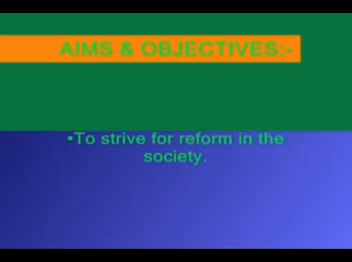 AIMS & OBJECTIVES:-
•To strive for reform in the
society.